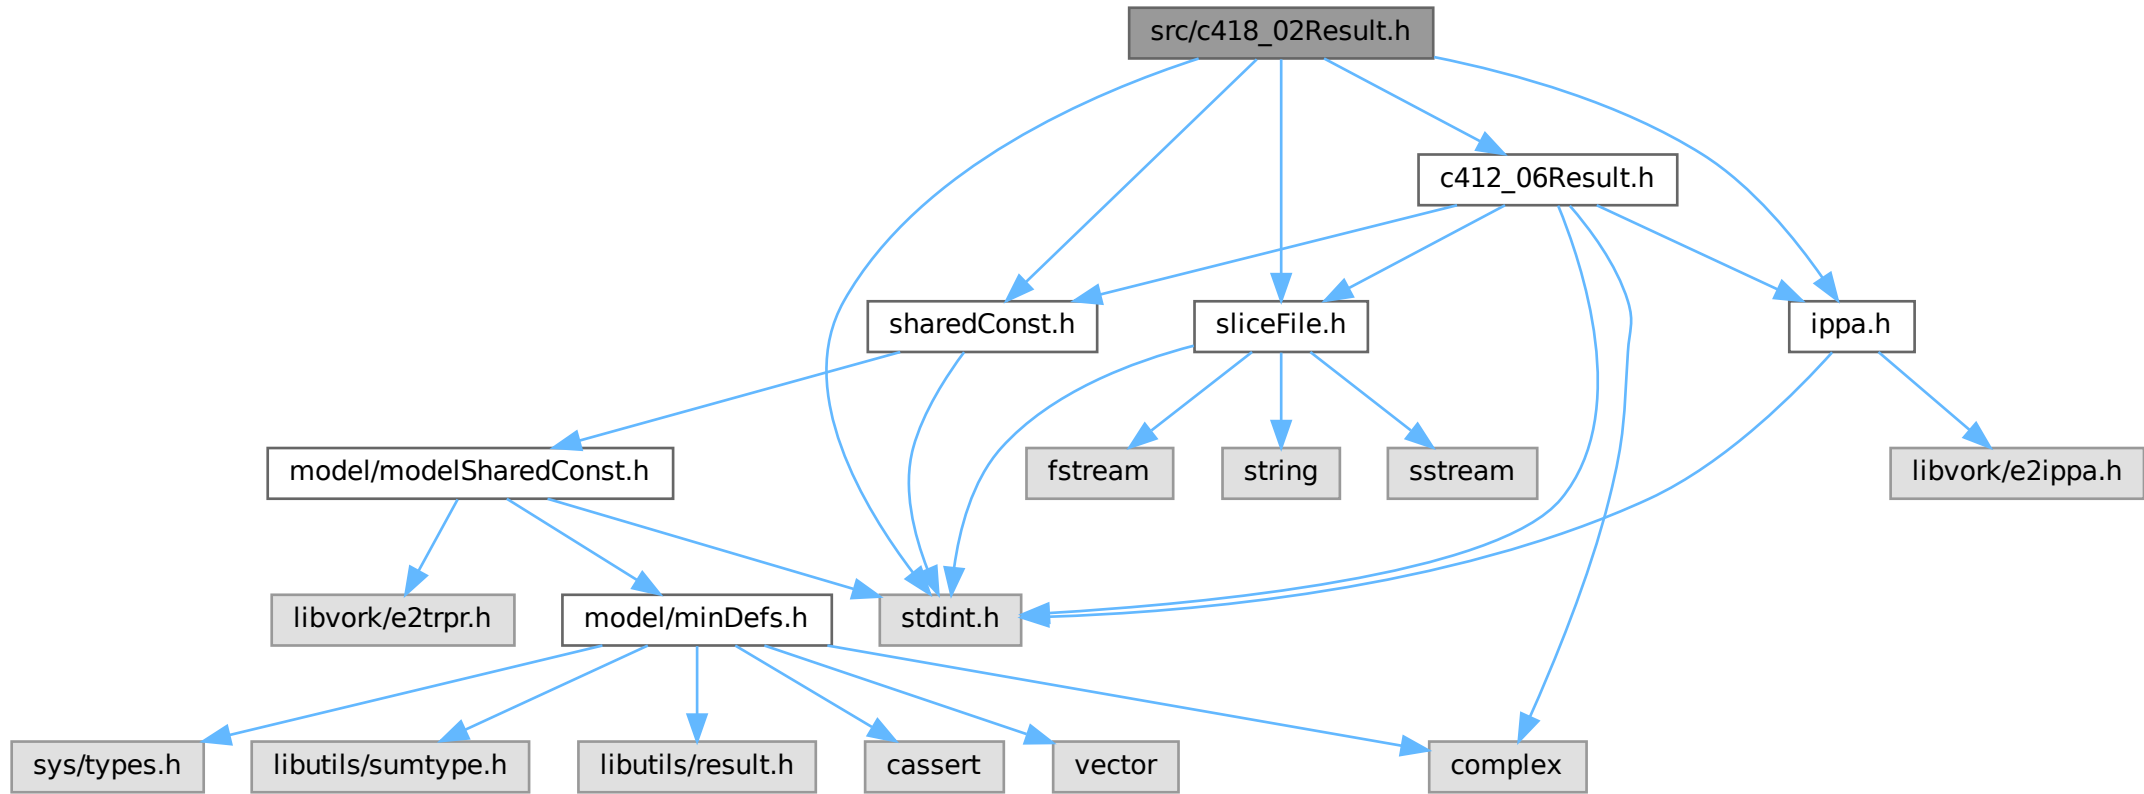 src/c418_02Result.h
c412_06Result.h
sharedConst.h
sliceFile.h
ippa.h
model/modelSharedConst.h
fstream
string
sstream
libvork/e2ippa.h
libvork/e2trpr.h
model/minDefs.h
stdint.h
sys/types.h
libutils/sumtype.h
libutils/result.h
cassert
vector
complex